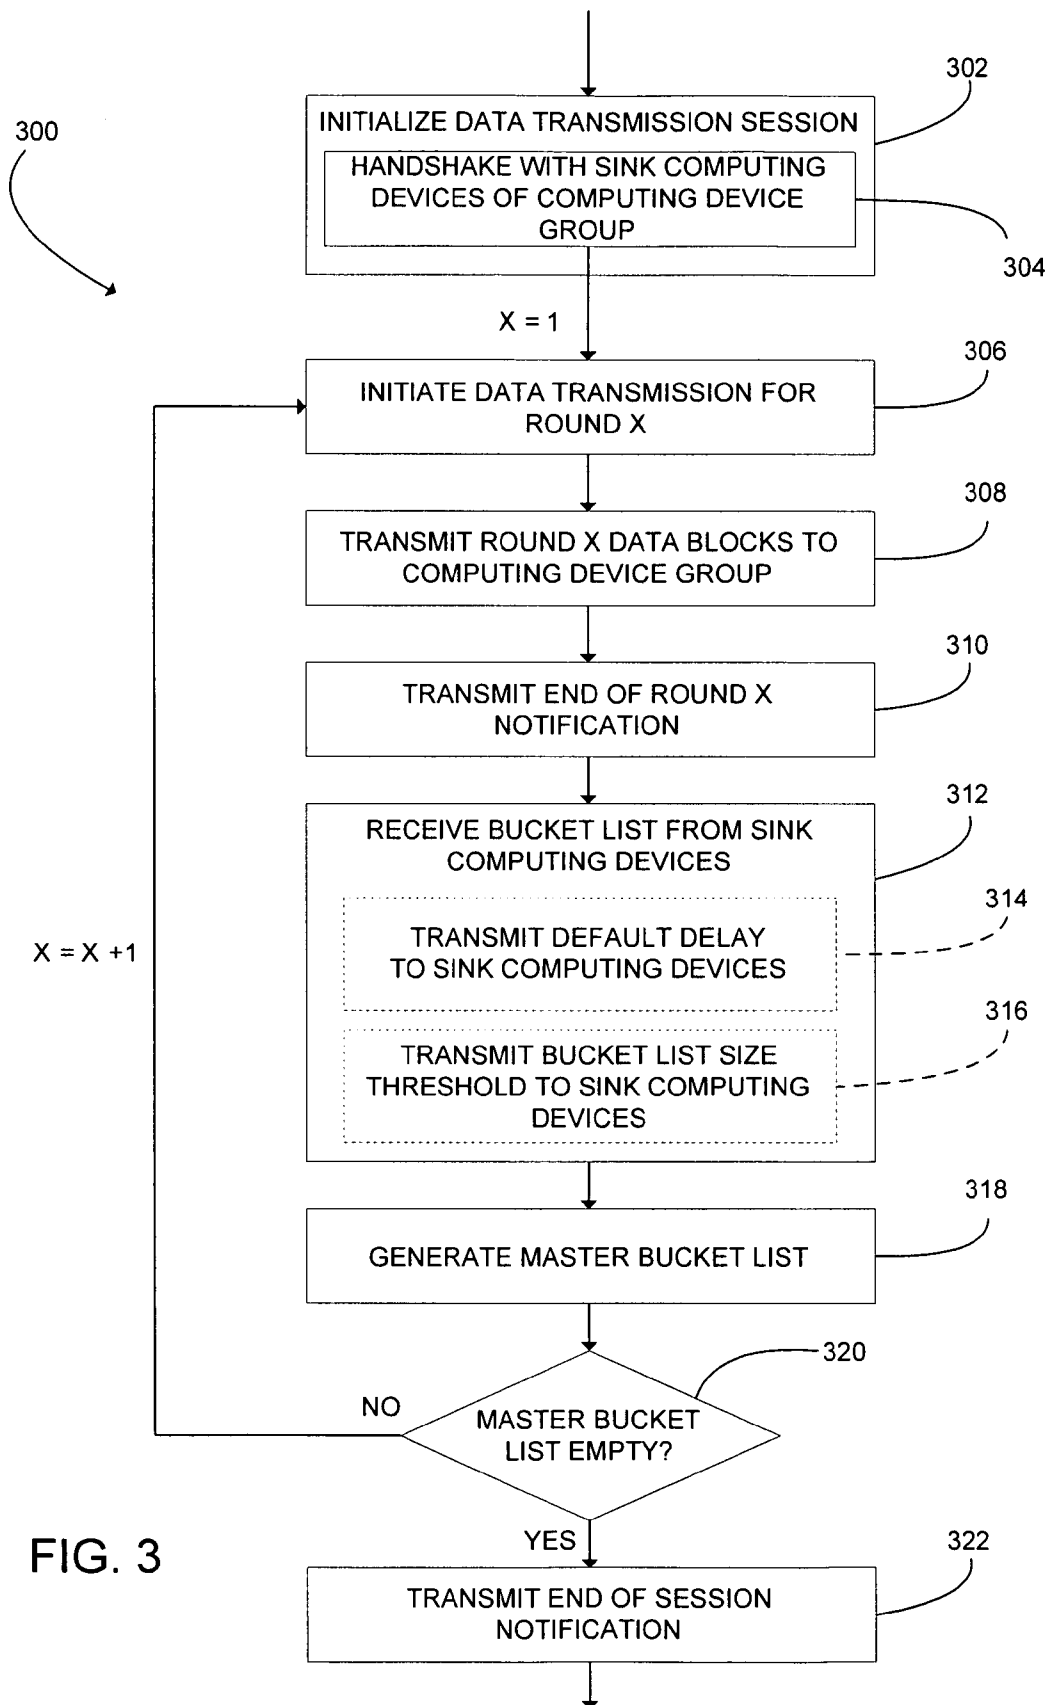 302
INITIALIZE DATA TRANSMISSION SESSION
300
HANDSHAKE WITH SINK COMPUTING
DEVICES OF COMPUTING DEVICE
GROUP
304
X = 1
306
INITIATE DATA TRANSMISSION FOR
ROUND X
308
TRANSMIT ROUND X DATA BLOCKS TO
COMPUTING DEVICE GROUP
310
TRANSMIT END OF ROUND X
NOTIFICATION
312
RECEIVE BUCKET LIST FROM SINK
COMPUTING DEVICES
314
TRANSMIT DEFAULT DELAY
TO SINK COMPUTING DEVICES
X = X +1
316
TRANSMIT BUCKET LIST SIZE
THRESHOLD TO SINK COMPUTING
DEVICES
318
GENERATE MASTER BUCKET LIST
320
NO
MASTER BUCKET
LIST EMPTY?
YES
FIG. 3
322
TRANSMIT END OF SESSION
NOTIFICATION